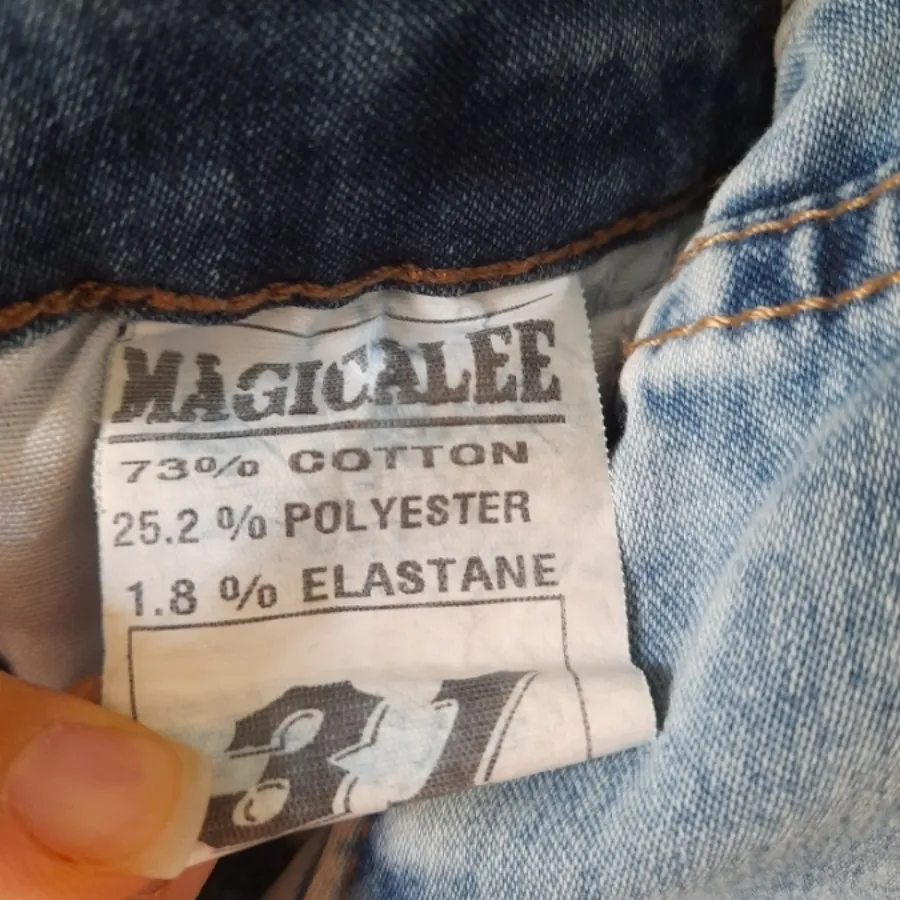 MAGICALEE
73% COTTON
25.2 % POLYESTER
1.8 % ELASTANE
31